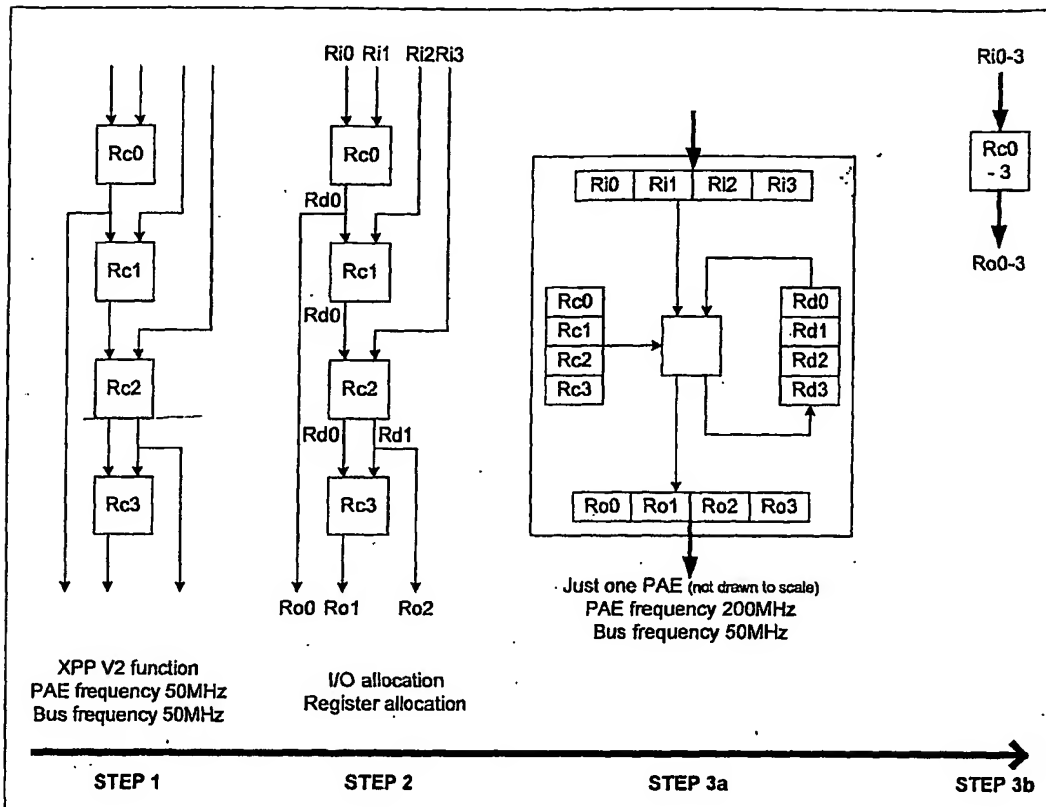 Rc0
Rc1
Rc2
Rc3
XPP V2 function
PAE frequency 50MHz
Bus frequency 50MHz
STEP 1
Ri0 Ri1 Ri2Ri3
Rc0
Rd0
Rc1
Rd0
Rc2
Rd0 Rd1
Rc3
Ro0 Ro1 Ro2
I/O allocation
Register allocation
STEP 2
Ri0 Ri1 Ri2 Ri3
Rc0
Rc1
Rc2
Rc3
Rd0
Rd1
Rd2
Rd3
Ro0 Ro1 Ro2 Ro3
Just one PAE (not drawn to scale)
PAE frequency 200MHz
Bus frequency 50MHz
STEP 3a
Ri0-3
Rc0
- 3
Ro0-3
STEP 3b